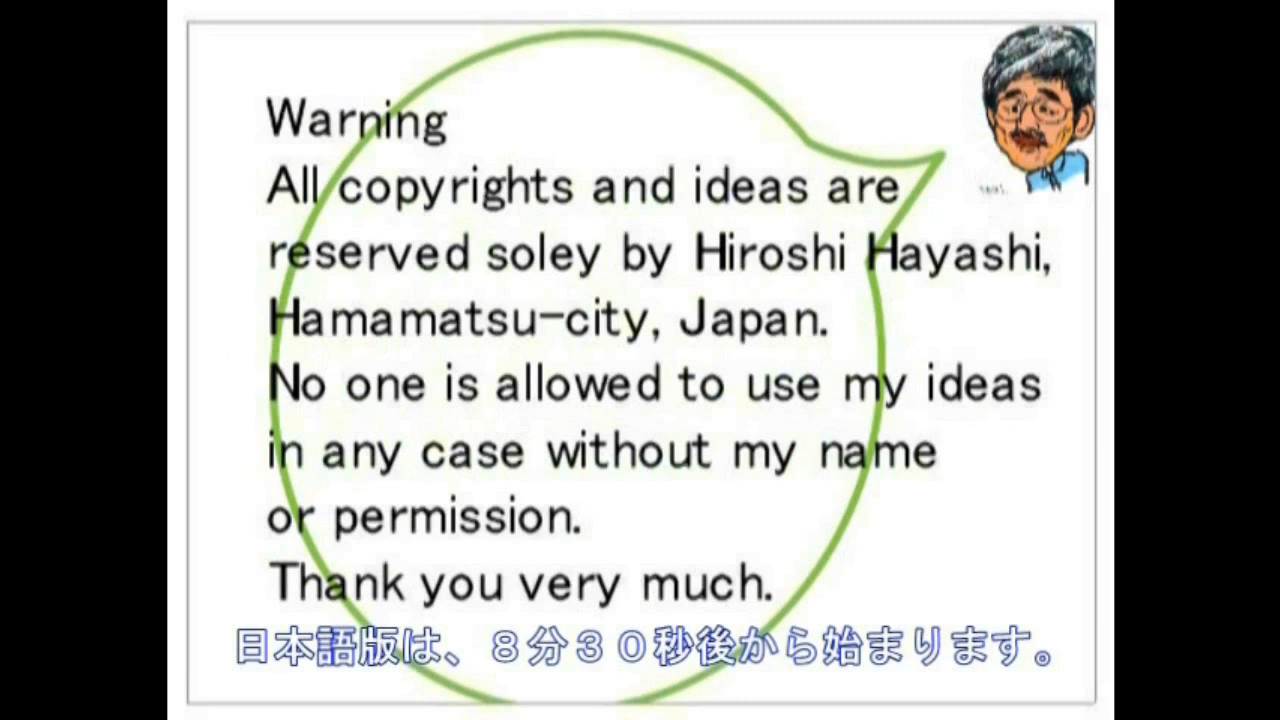 Warning
All copyrights and ideas are
reserved soley by Hiroshi Hayashi,
Hamamatsu-city, Japan.
No one is allowed to use my ideas
in any case without my name
or permission.
Thank you very much.
日本語版は、８分３０秒後から始まります。